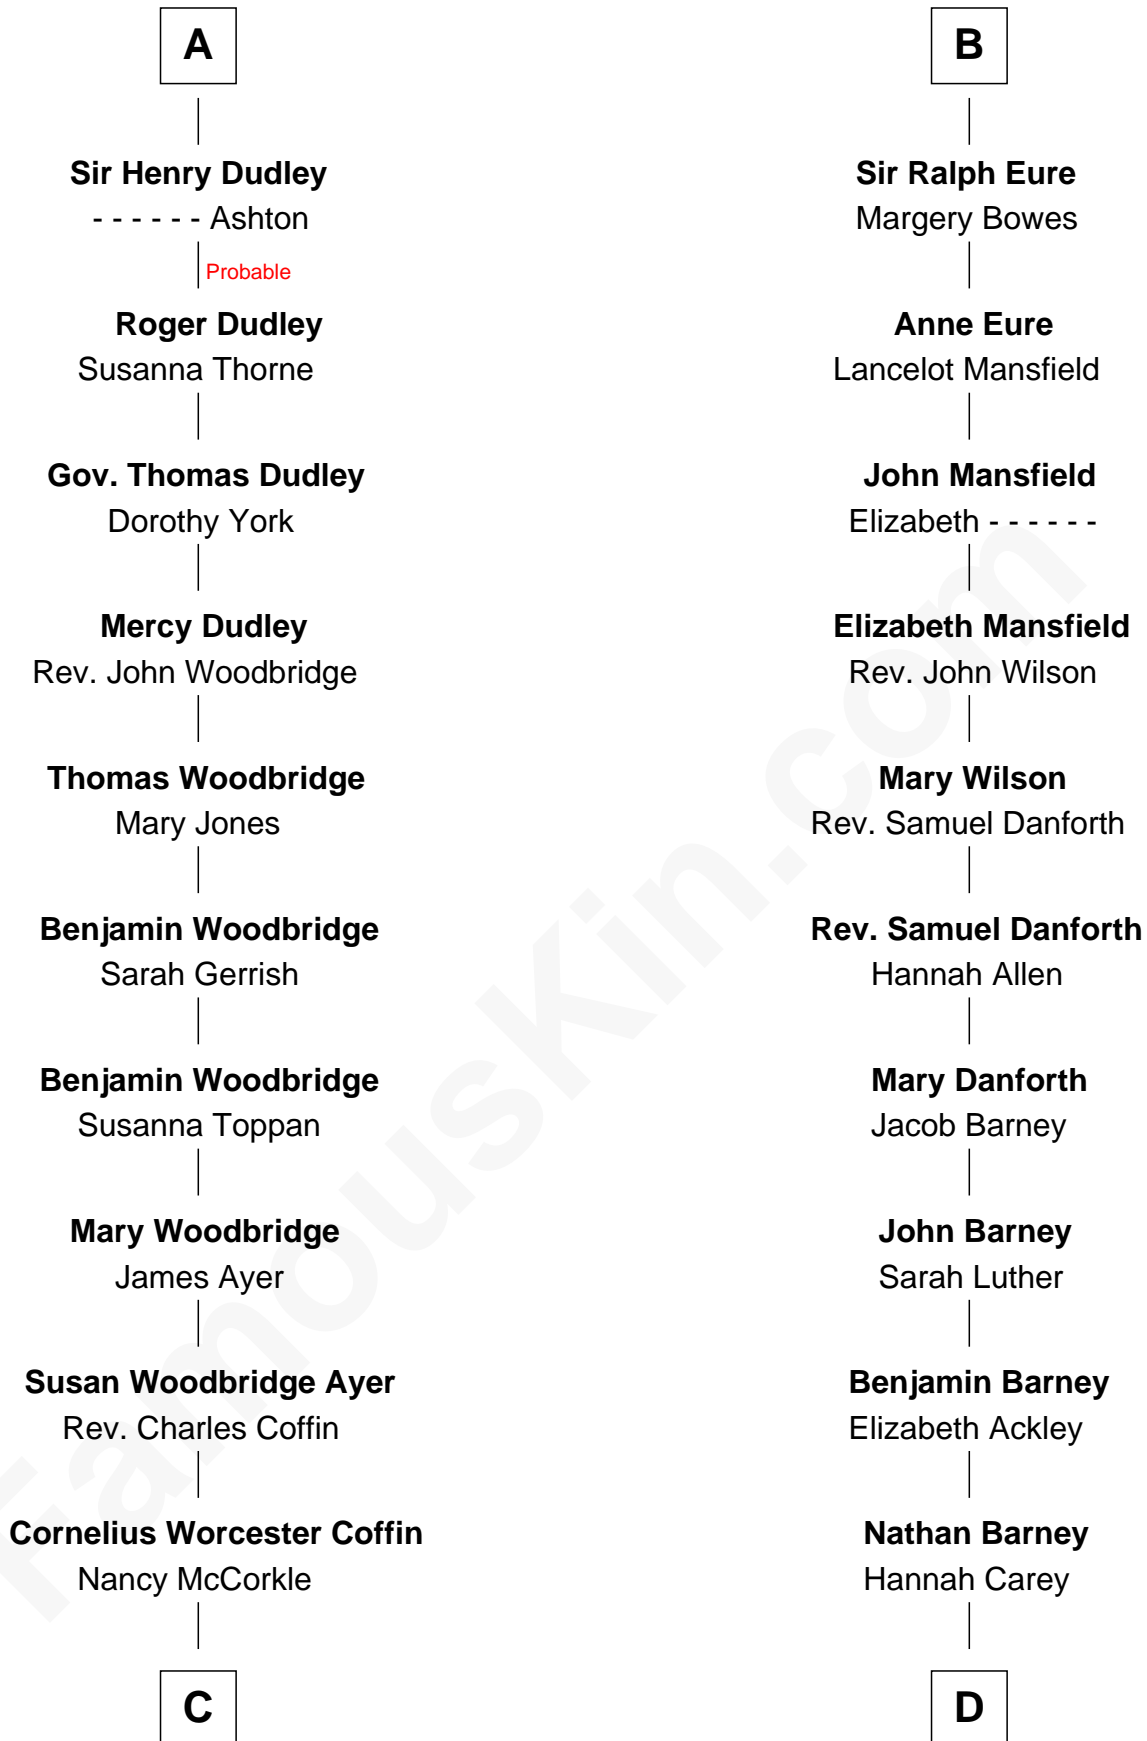 A
Sir Henry Dudley
- - - - - - Ashton
Probable
Roger Dudley
Susanna Thorne
Gov. Thomas Dudley
Dorothy York
Mercy Dudley
Rev. John Woodbridge
Thomas Woodbridge
Mary Jones
Benjamin Woodbridge
Sarah Gerrish
Benjamin Woodbridge
Susanna Toppan
Mary Woodbridge
James Ayer
Susan Woodbridge Ayer
Rev. Charles Coffin
Cornelius Worcester Coffin
Nancy McCorkle
C
B
Sir Ralph Eure
Margery Bowes
Anne Eure
Lancelot Mansfield
John Mansfield
Elizabeth - - - - - -
Elizabeth Mansfield
Rev. John Wilson
Mary Wilson
Rev. Samuel Danforth
Rev. Samuel Danforth
Hannah Allen
Mary Danforth
Jacob Barney
John Barney
Sarah Luther
Benjamin Barney
Elizabeth Ackley
Nathan Barney
Hannah Carey
D
FamousKin.com